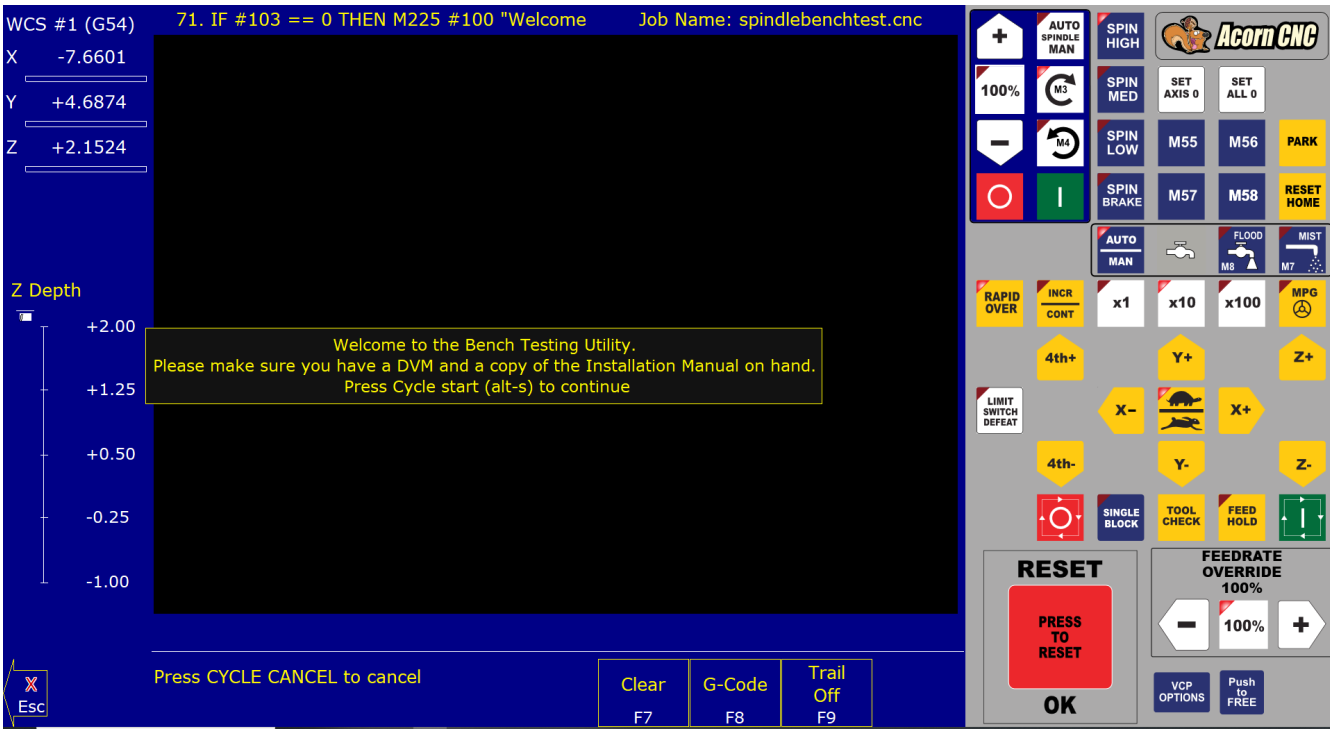 WCS #1 (G54)
X -7.6601
Y +4.6874
Z +2.1524
71. IF #103 == 0 THEN M225 #100 "Welcome
Job Name: spindlebenchtest.cnc
Z Depth
+2.00
+1.25
+0.50
-0.25
-1.00
Welcome to the Bench Testing Utility.
Please make sure you have a DVM and a copy of the Installation Manual on hand.
Press Cycle start (alt-s) to continue
X
Esc
Press CYCLE CANCEL to cancel
Clear
F7
G-Code
F8
Trail
Off
F9
+
AUTO
SPINDLE
MAN
SPIN
HIGH
Acorn CNC
100%
M3
SPIN
MED
SET
AXIS 0
SET
ALL 0
-
M4
SPIN
LOW
M55
M56
PARK
SPIN
BRAKE
M57
M58
RESET
HOME
AUTO
MAN
FLOOD
M8
MIST
M7
RAPID
OVER
INCR
CONT
x1
x10
x100
MPG
4th+
Y+
Z+
LIMIT
SWITCH
DEFEAT
X-
X+
4th-
Y-
Z-
SINGLE
BLOCK
TOOL
CHECK
FEED
HOLD
RESET
PRESS
TO
RESET
OK
FEEDRATE
OVERRIDE
100%
-
100%
+
VCP
OPTIONS
Push
to
FREE